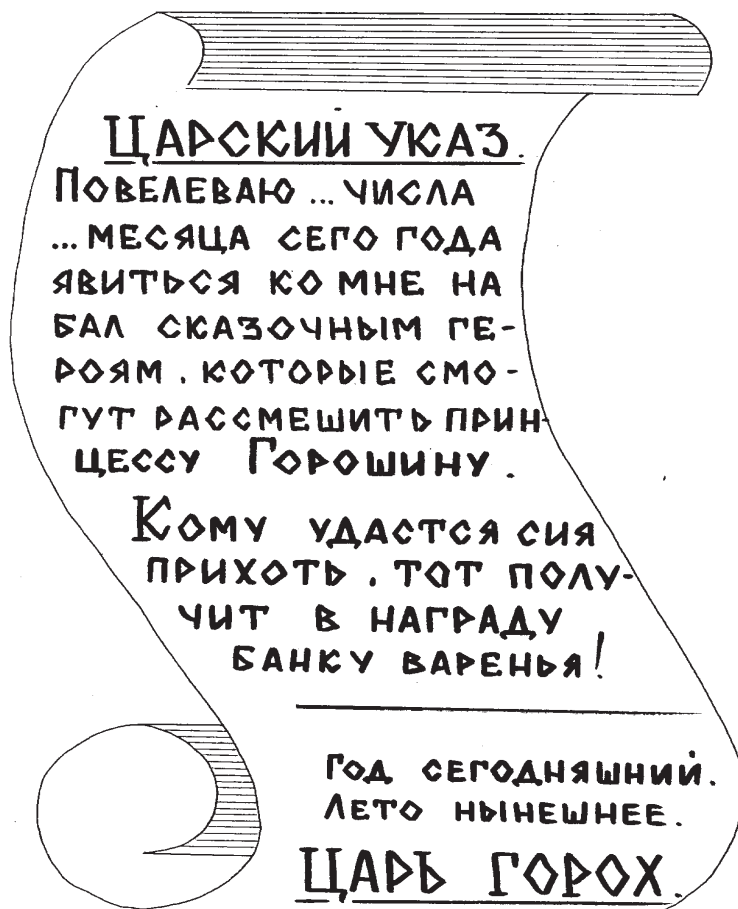 ЦАРСКИЙ УКАЗ.
ПОВЕЛЕВАЮ ... ЧИСЛА
... МЕСЯЦА СЕГО ГОДА
ЯВИТЬСЯ КО МНЕ НА
БАЛ СКАЗОЧНЫМ ГЕ-
РОЯМ, КОТОРЫЕ СМО-
ГУТ РАССМЕШИТЬ ПРИН-
ЦЕССУ ГОРОШИНУ.
КОМУ УДАСТСЯ СИЯ
ПРИХОТЬ, ТОТ ПОЛУ-
ЧИТ В НАГРАДУ
БАНКУ ВАРЕНЬЯ!
ГОД СЕГОДНЯШНИЙ.
ЛЕТО НЫНЕШНЕЕ.
ЦАРЬ ГОРОХ.